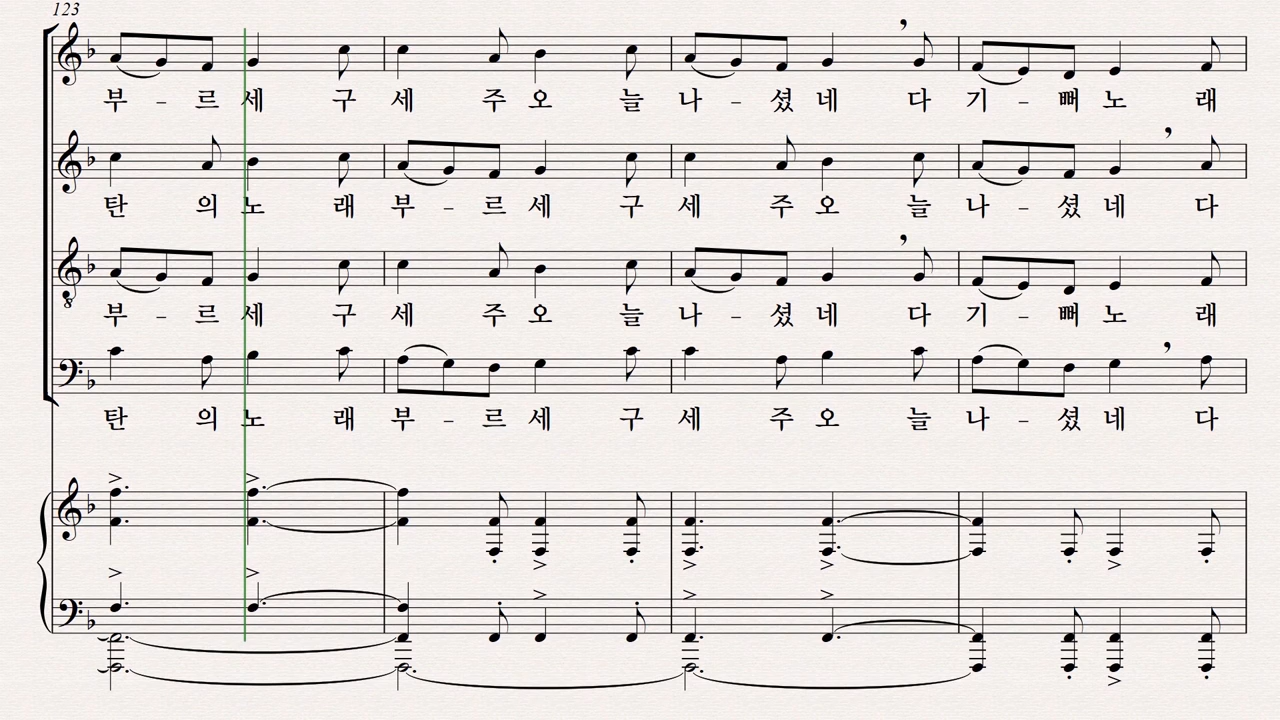 123
부 - 르 세 구 세 주 오 늘 나 - 셨 네 다 기 - 뻐 노 래
탄 의 노 래 부 - 르 세 구 세 주 오 늘 나 - 셨 네 다
부 - 르 세 구 세 주 오 늘 나 - 셨 네 다 기 - 뻐 노 래
탄 의 노 래 부 - 르 세 구 세 주 오 늘 나 - 셨 네 다